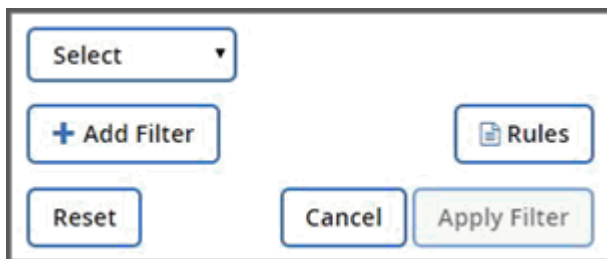 Select
Add Filter
Rules
Reset
Cancel
Apply Filter